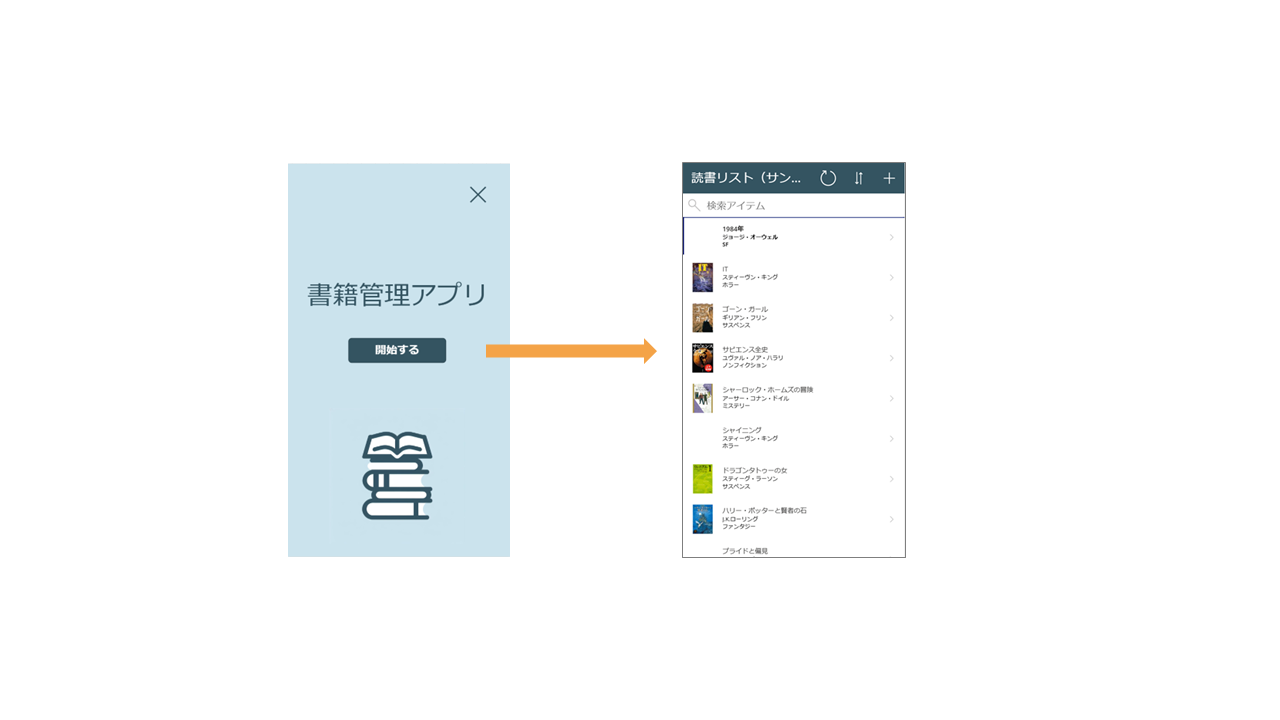 書籍管理アプリ
開始する
読書リスト（サン...
検索アイテム
1984年
ジョージ・オーウェル
SF
IT
スティーヴン・キング
ホラー
ゴーン・ガール
ギリアン・フリン
サスペンス
サピエンス全史
ユヴァル・ノア・ハラリ
ノンフィクション
シャーロック・ホームズの冒険
アーサー・コナン・ドイル
ミステリー
シャイニング
スティーヴン・キング
ホラー
ドラゴンタトゥーの女
スティーグ・ラーソン
サスペンス
ハリー・ポッターと賢者の石
J.K.ローリング
ファンタジー
プライドと偏見